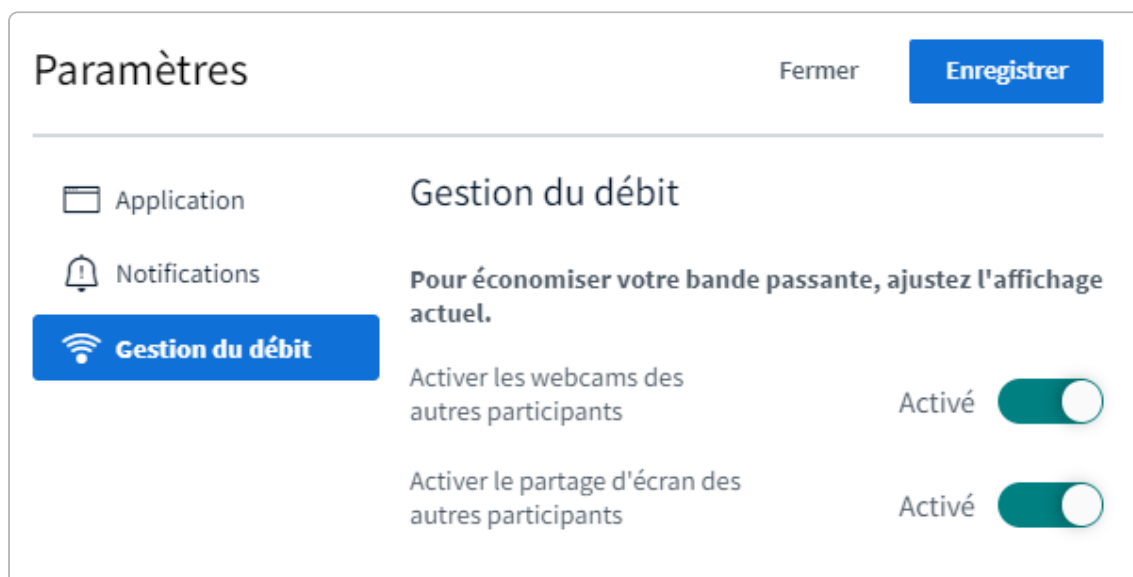 Paramètres
Fermer
Enregistrer
Application
Notifications
Gestion du débit
Gestion du débit
Pour économiser votre bande passante, ajustez l'affichage
actuel.
Activer les webcams des
autres participants
Activé
Activer le partage d'écran des
autres participants
Activé